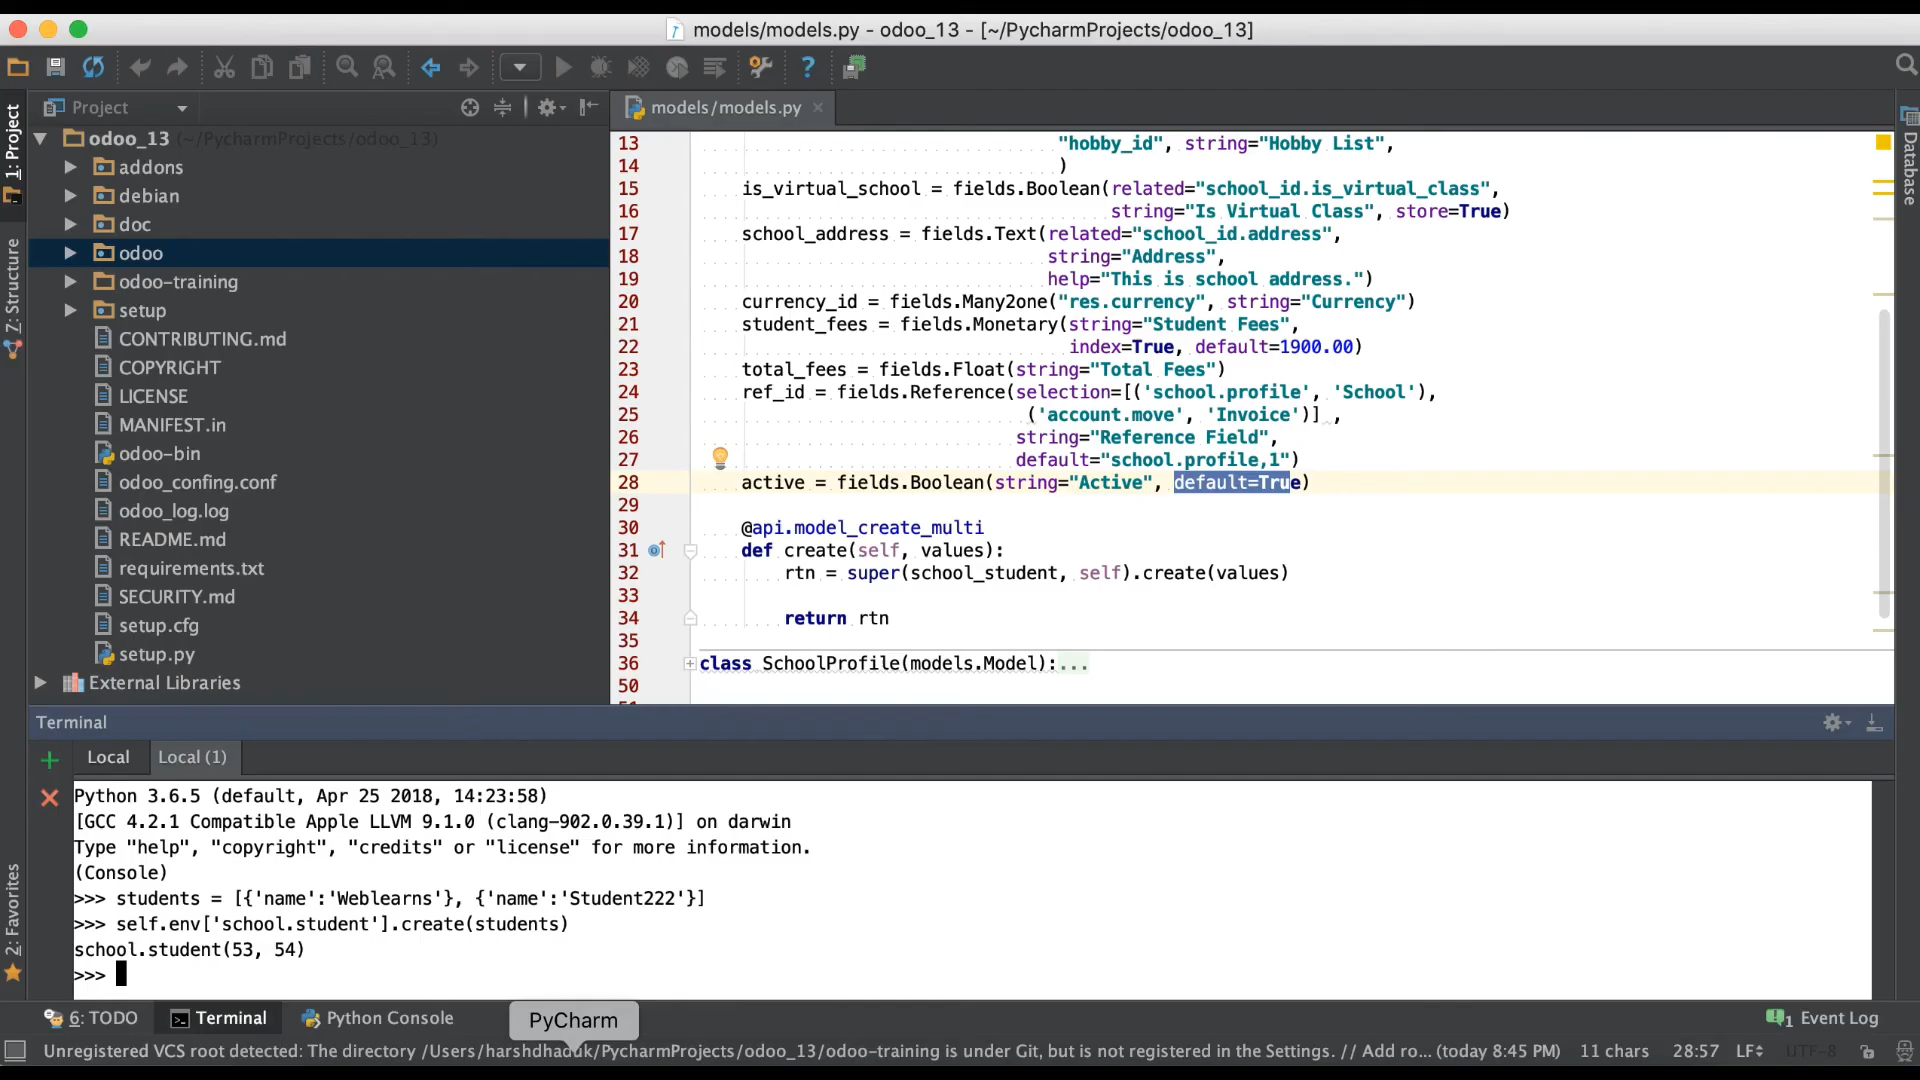 models/models.py - odoo_13 - [~/PycharmProjects/odoo_13]
Project
models/models.py
1: Project
Z: Structure
2: Favorites
Database
odoo_13 (~/PycharmProjects/odoo_13)
addons
debian
doc
odoo
odoo-training
setup
CONTRIBUTING.md
COPYRIGHT
LICENSE
MANIFEST.in
odoo-bin
odoo_confing.conf
odoo_log.log
README.md
requirements.txt
SECURITY.md
setup.cfg
setup.py
External Libraries
13 "hobby_id", string="Hobby List",
14 )
15 is_virtual_school = fields.Boolean(related="school_id.is_virtual_class",
16 string="Is Virtual Class", store=True)
17 school_address = fields.Text(related="school_id.address",
18 string="Address",
19 help="This is school address.")
20 currency_id = fields.Many2one("res.currency", string="Currency")
21 student_fees = fields.Monetary(string="Student Fees",
22 index=True, default=1900.00)
23 total_fees = fields.Float(string="Total Fees")
24 ref_id = fields.Reference(selection=[('school.profile', 'School'),
25 ('account.move', 'Invoice')] ,
26 string="Reference Field",
27 default="school.profile,1")
28 active = fields.Boolean(string="Active", default=True)
29
30 @api.model_create_multi
31 def create(self, values):
32 rtn = super(school_student, self).create(values)
33
34 return rtn
35
36 class SchoolProfile(models.Model):...
50
Terminal
Local
Local (1)
Python 3.6.5 (default, Apr 25 2018, 14:23:58)
[GCC 4.2.1 Compatible Apple LLVM 9.1.0 (clang-902.0.39.1)] on darwin
Type "help", "copyright", "credits" or "license" for more information.
(Console)
>>> students = [{'name':'Weblearns'}, {'name':'Student222'}]
>>> self.env['school.student'].create(students)
school.student(53, 54)
>>>
6: TODO
Terminal
Python Console
PyCharm
1 Event Log
Unregistered VCS root detected: The directory /Users/harshdhaduk/PycharmProjects/odoo_13/odoo-training is under Git, but is not registered in the Settings. // Add ro... (today 8:45 PM)
11 chars
28:57
LF
UTF-8